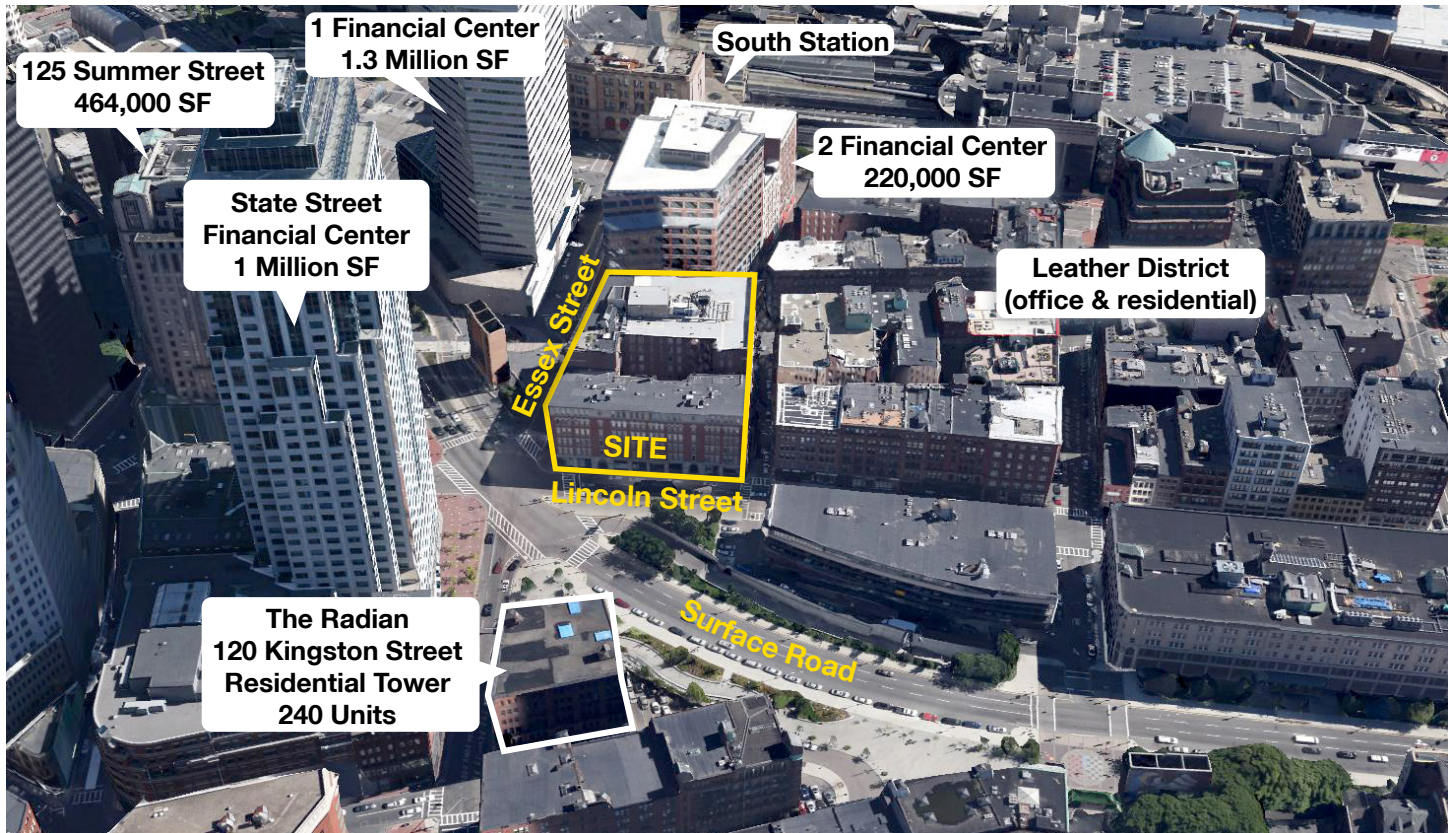 1 Financial Center
1.3 Million SF
South Station
125 Summer Street
464,000 SF
2 Financial Center
220,000 SF
State Street
Financial Center
1 Million SF
Leather District
(office & residential)
Essex Street
SITE
Lincoln Street
The Radian
120 Kingston Street
Residential Tower
240 Units
Surface Road